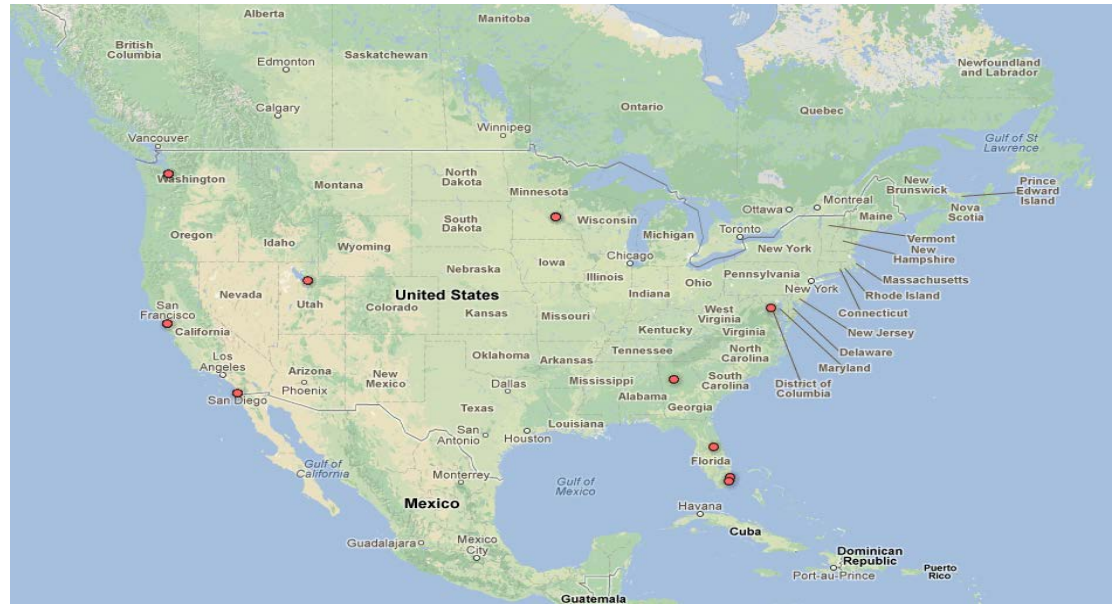 Alberta
Manitoba
British
Columbia
Edmonton
Saskatchewan
Newfoundland
and Labrador
Calgary
Ontario
Quebec
Winnipeg
Vancouver
Gulf of St
Lawrence
Washington
North
Dakota
Montana
Minnesota
New
Brunswick
Prince
Edward
Island
Ottawa
Montreal
Nova
Scotia
Maine
Oregon
Idaho
South
Dakota
Wisconsin
Michigan
Toronto
Vermont
New
Hampshire
Wyoming
New York
Chicago
Iowa
Nebraska
Illinois
Indiana
Ohio
Pennsylvania
New York
Massachusetts
Rhode Island
Connecticut
Nevada
Utah
Colorado
United States
Kansas
Missouri
West
Virginia
Virginia
Kentucky
New Jersey
Delaware
Maryland
District of
Columbia
San
Francisco
California
Los
Angeles
Arizona
Phoenix
New
Mexico
Oklahoma
Arkansas
Tennessee
North
Carolina
South
Carolina
San Diego
Dallas
Mississippi
Alabama
Georgia
Texas
Louisiana
San
Antonio
Houston
Gulf of
California
Monterrey
Gulf of
Mexico
Florida
Mexico
Havana
Cuba
Guadalajara
Mexico
City
Dominican
Republic
Port-au-Prince
Puerto
Rico
Guatemala